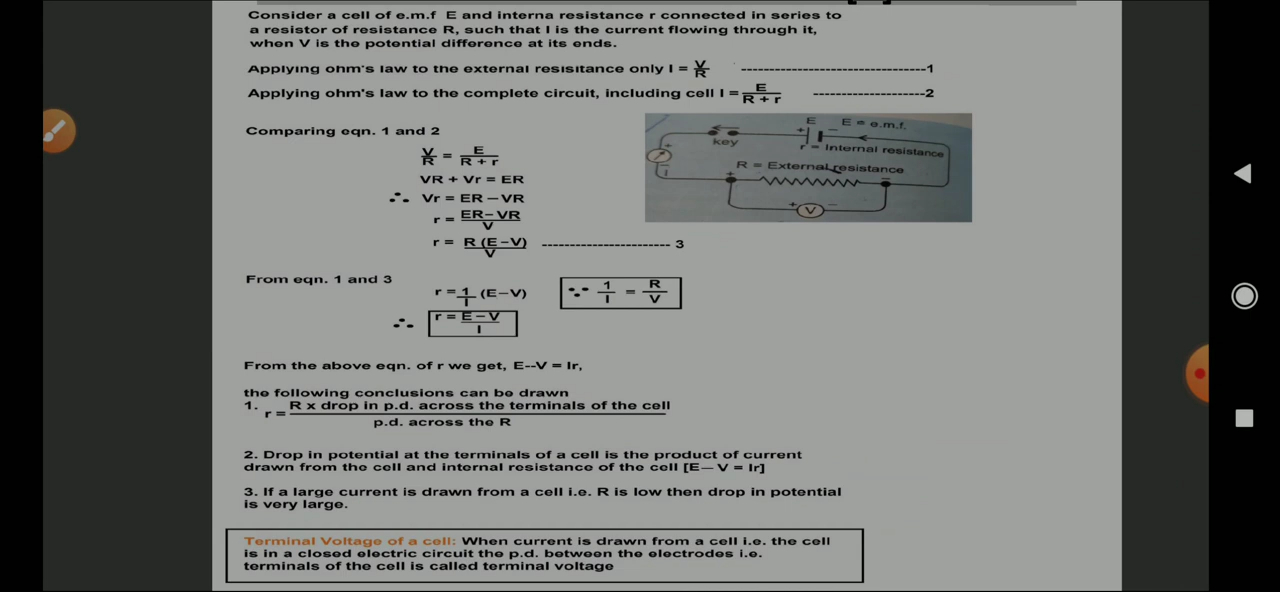 Consider a cell of e.m.f E and interna resistance r connected in series to
a resistor of resistance R, such that I is the current flowing through it,
when V is the potential difference at its ends.
Applying ohm's law to the external resisitance only I = V/R ------------------------------1
Applying ohm's law to the complete circuit, including cell I = E/R + r --------------------2
Comparing eqn. 1 and 2
V/R = E/R + r
VR + Vr = ER
∴ Vr = ER – VR
r = ER– VR/V
r = R (E –V)/V ----------------------- 3
E E = e.m.f.
+ –
key
r = Internal resistance
R = External resistance
+ –
+ V –
From eqn. 1 and 3
r = 1/I (E–V) ∵ 1/I = R/V
∴ r = E – V/I
From the above eqn. of r we get, E--V = Ir,
the following conclusions can be drawn
1. r = R x drop in p.d. across the terminals of the cell/p.d. across the R
2. Drop in potential at the terminals of a cell is the product of current
drawn from the cell and internal resistance of the cell [E– V = Ir]
3. If a large current is drawn from a cell i.e. R is low then drop in potential
is very large.
Terminal Voltage of a cell: When current is drawn from a cell i.e. the cell
is in a closed electric circuit the p.d. between the electrodes i.e.
terminals of the cell is called terminal voltage